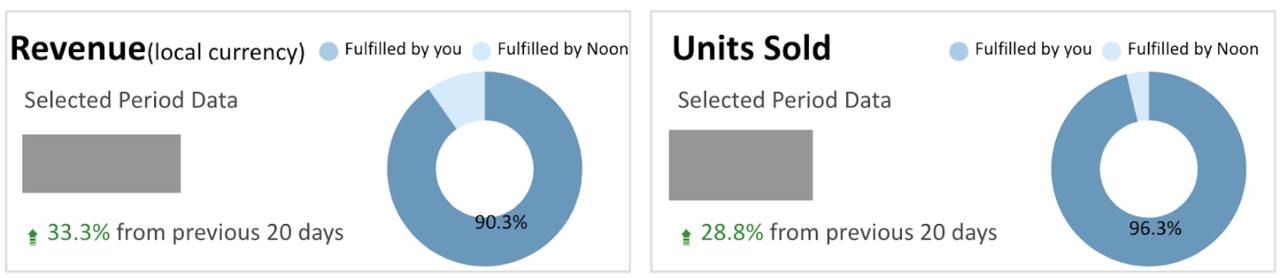 Revenue(local currency)
Fulfilled by you
Fulfilled by Noon
Selected Period Data
33.3% from previous 20 days
90.3%
Units Sold
Fulfilled by you
Fulfilled by Noon
Selected Period Data
28.8% from previous 20 days
96.3%